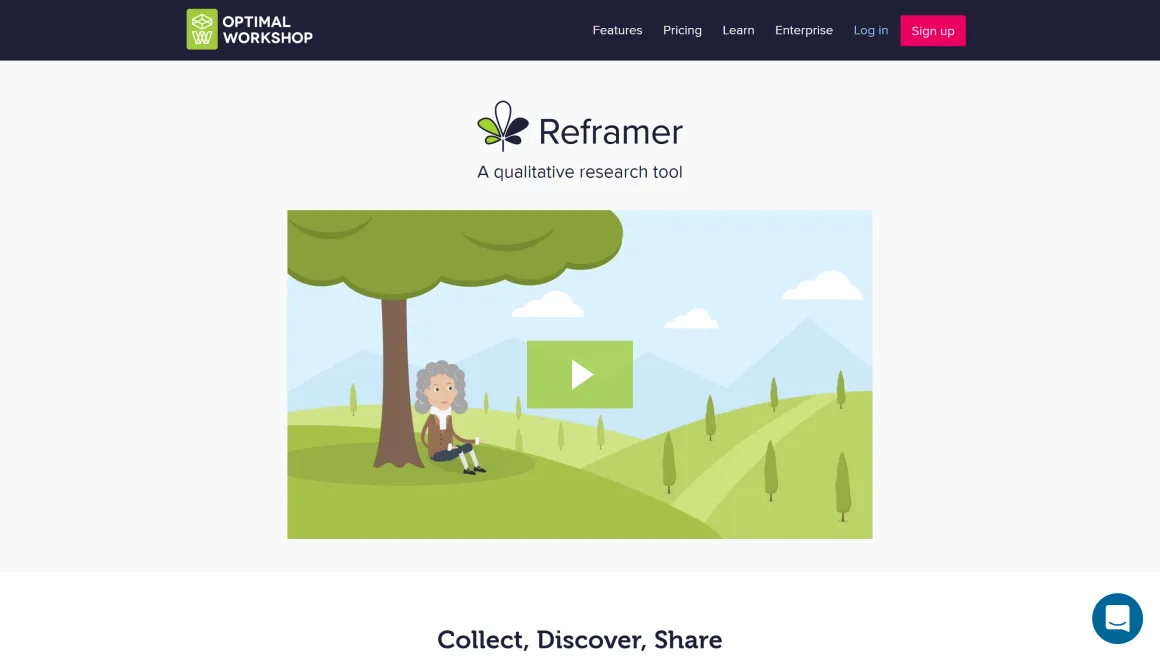 OPTIMAL
WORKSHOP
Features Pricing Learn Enterprise Log in Sign up
Reframer
A qualitative research tool
Collect, Discover, Share